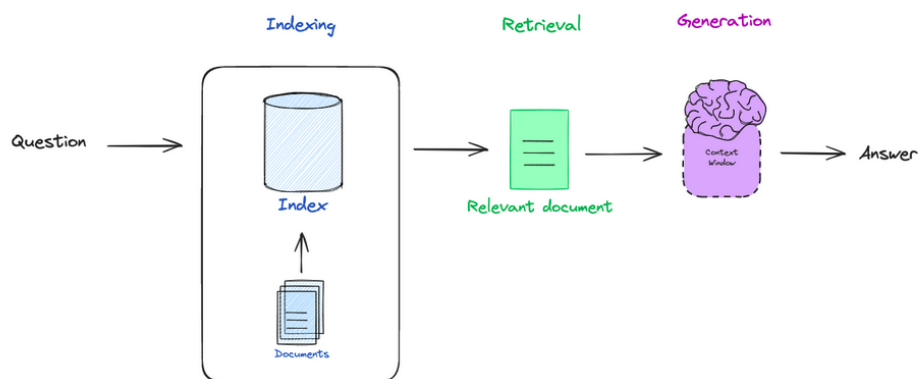 Indexing
Retrieval
Generation
Question
Index
Documents
Relevant document
Context
Window
Answer